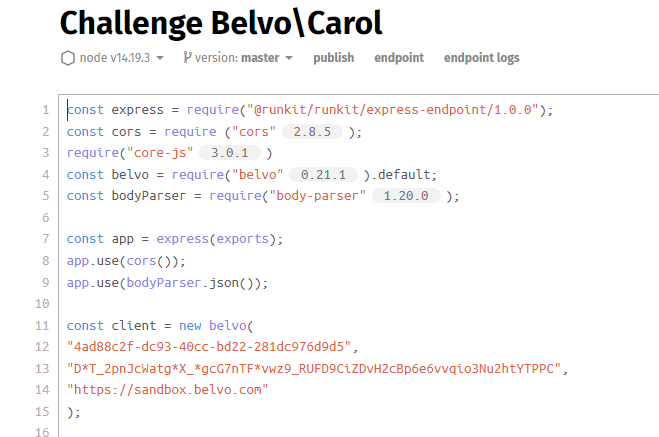 Challenge Belvo\Carol
node v14.19.3 version: master publish endpoint endpoint logs
1 const express = require("@runkit/runkit/express-endpoint/1.0.0");
2 const cors = require ("cors" 2.8.5 );
3 require("core-js" 3.0.1 )
4 const belvo = require("belvo" 0.21.1 ).default;
5 const bodyParser = require("body-parser" 1.20.0 );
6
7 const app = express(exports);
8 app.use(cors());
9 app.use(bodyParser.json());
10
11 const client = new belvo(
12 "4ad88c2f-dc93-40cc-bd22-281dc976d9d5",
13 "D*T_2pnJcWatg*X_*gcG7nTF*vwz9_RUFD9CiZDvH2cBp6e6vvqio3Nu2htYTPPC",
14 "https://sandbox.belvo.com"
15 );
16